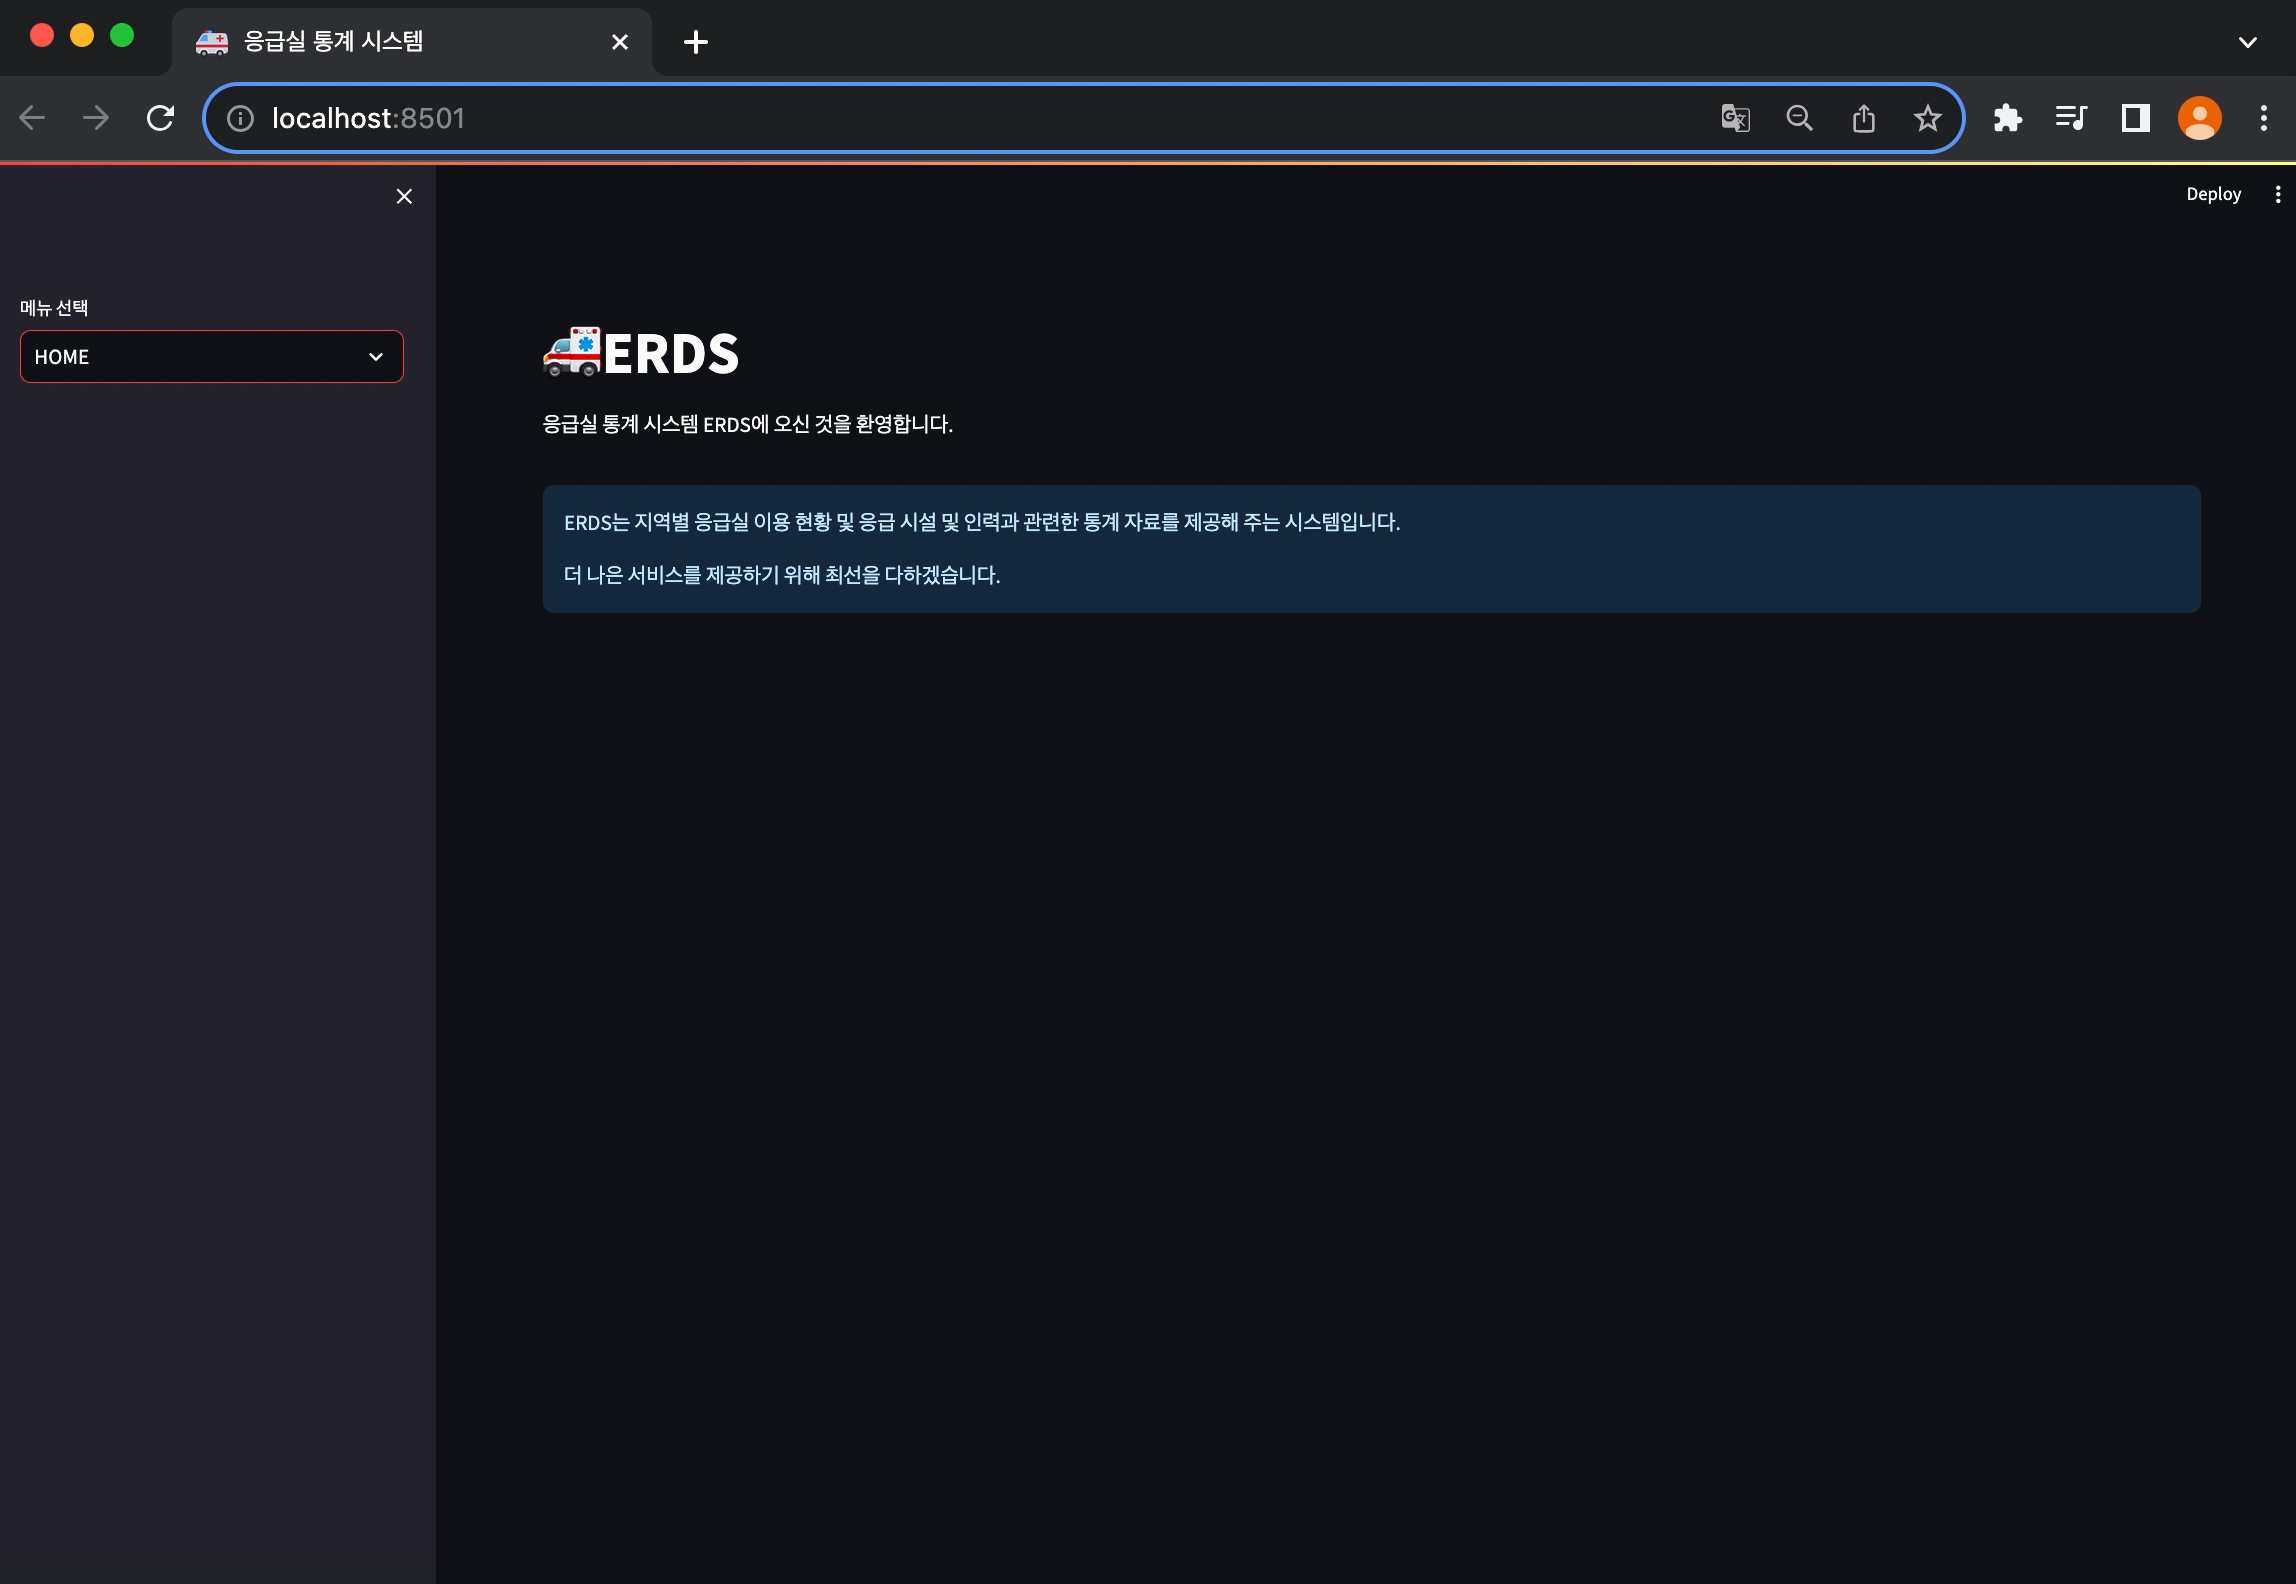 응급실 통계 시스템
localhost:8501
Deploy
메뉴 선택
HOME
ERDS
응급실 통계 시스템 ERDS에 오신 것을 환영합니다.
ERDS는 지역별 응급실 이용 현황 및 응급 시설 및 인력과 관련한 통계 자료를 제공해 주는 시스템입니다.
더 나은 서비스를 제공하기 위해 최선을 다하겠습니다.